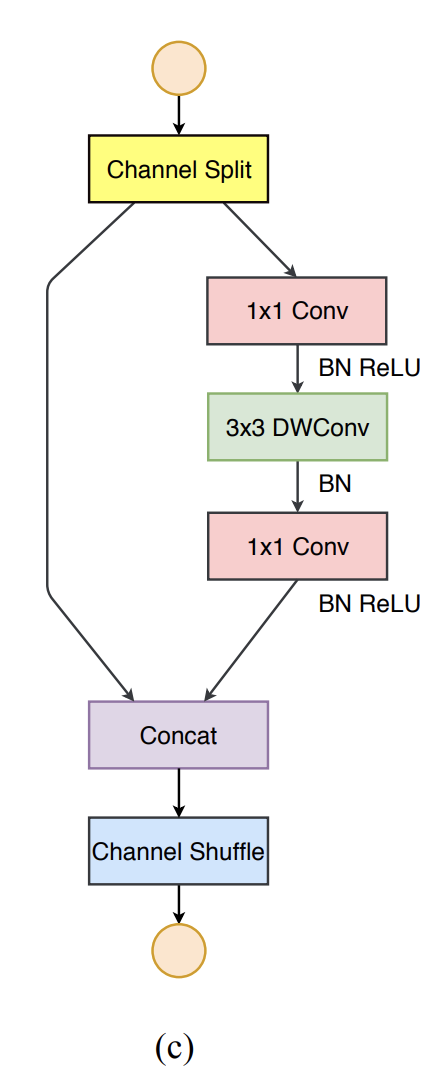 Channel Split
1x1 Conv
BN ReLU
3x3 DWConv
BN
1x1 Conv
BN ReLU
Concat
Channel Shuffle
(c)